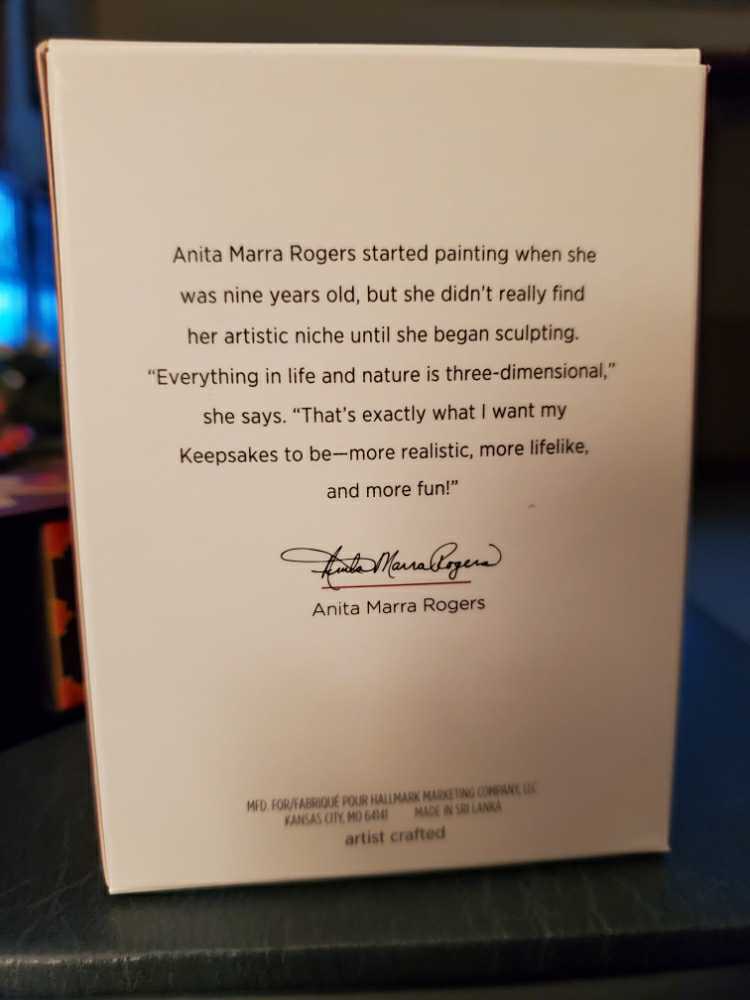 Anita Marra Rogers started painting when she
was nine years old, but she didn't really find
her artistic niche until she began sculpting.
“Everything in life and nature is three-dimensional,”
she says. “That's exactly what I want my
Keepsakes to be—more realistic, more lifelike,
and more fun!”
Anita Marra Rogers
Anita Marra Rogers
MFD. FOR/FABRIQUÉ POUR HALLMARK MARKETING COMPANY, LLC
KANSAS CITY, MO 64141 MADE IN SRI LANKA
artist crafted